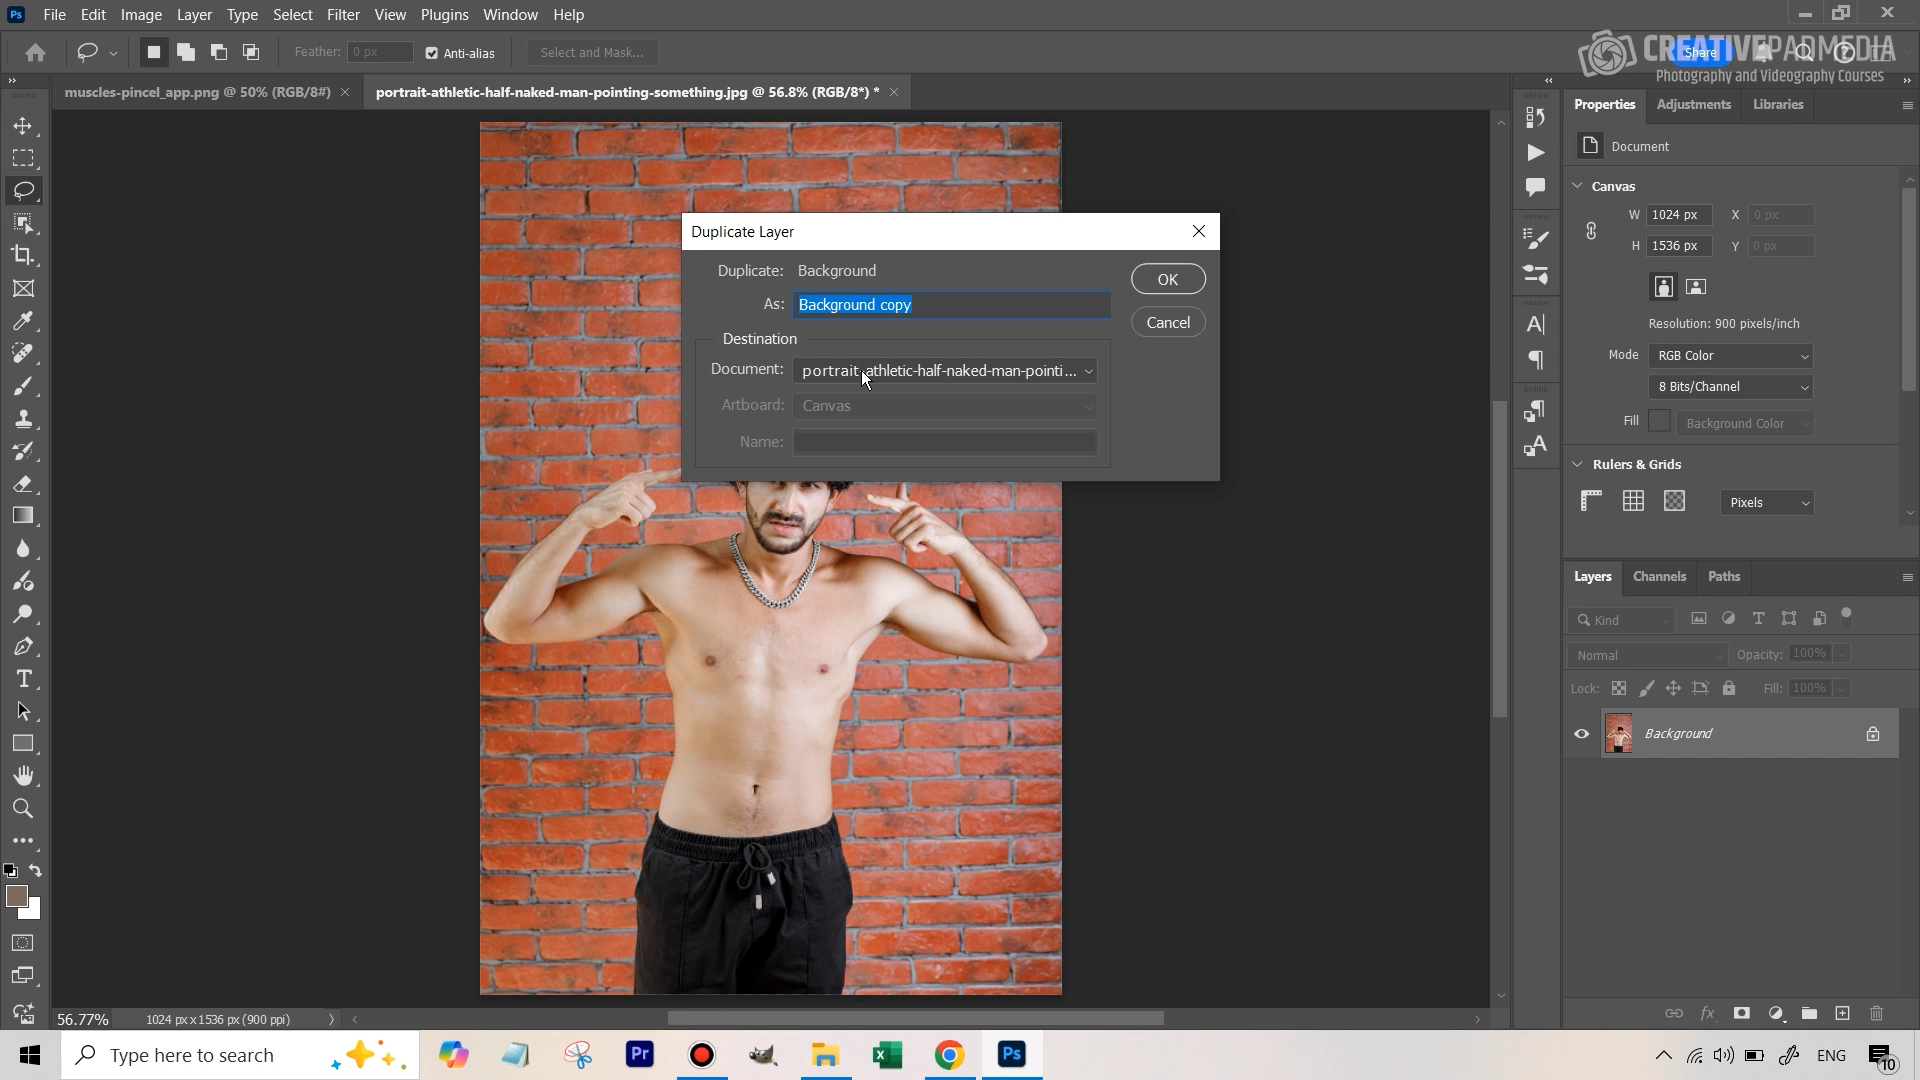 Ps File Edit Image Layer Type Select Filter View Plugins Window Help
Feather: 0 px Anti-alias Select and Mask... Share
CREATIVEPADMEDIA
Photography and Videography Courses
muscles-pincel_app.png @ 50% (RGB/8#)
portrait-athletic-half-naked-man-pointing-something.jpg @ 56.8% (RGB/8*) *
Properties Adjustments Libraries
Document
Canvas
W 1024 px X 0 px
H 1536 px Y 0 px
Resolution: 900 pixels/inch
Mode RGB Color
8 Bits/Channel
Fill Background Color
Rulers & Grids
Pixels
Duplicate Layer
Duplicate: Background
OK
As: Background copy
Cancel
Destination
Document: portrait-athletic-half-naked-man-pointi...
Artboard: Canvas
Name:
Layers Channels Paths
Kind
Normal Opacity: 100%
Lock: Fill: 100%
Background
fx
56.77% 1024 px x 1536 px (900 ppi)
Type here to search
Pr
Ps
ENG
10